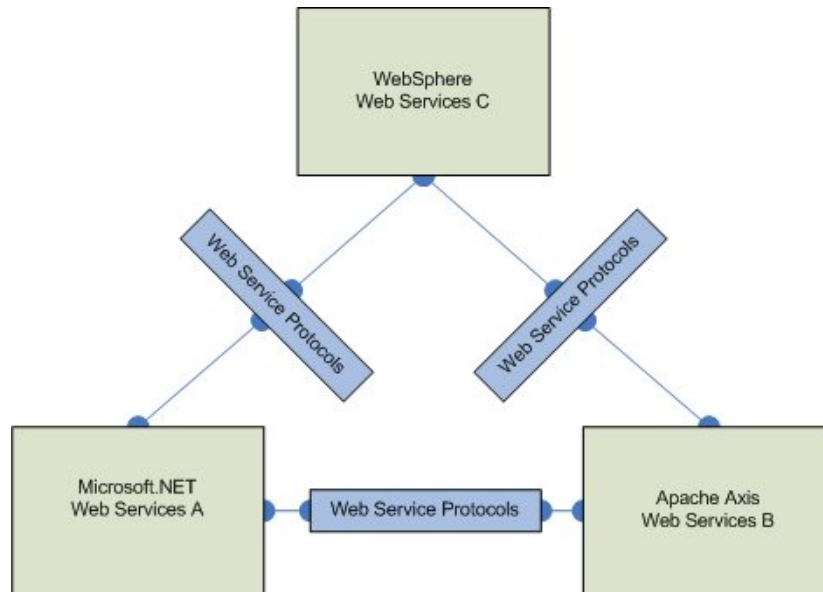 WebSphere
Web Services C
Web Service Protocols
Web Service Protocols
Microsoft.NET
Web Services A
Web Service Protocols
Apache Axis
Web Services B